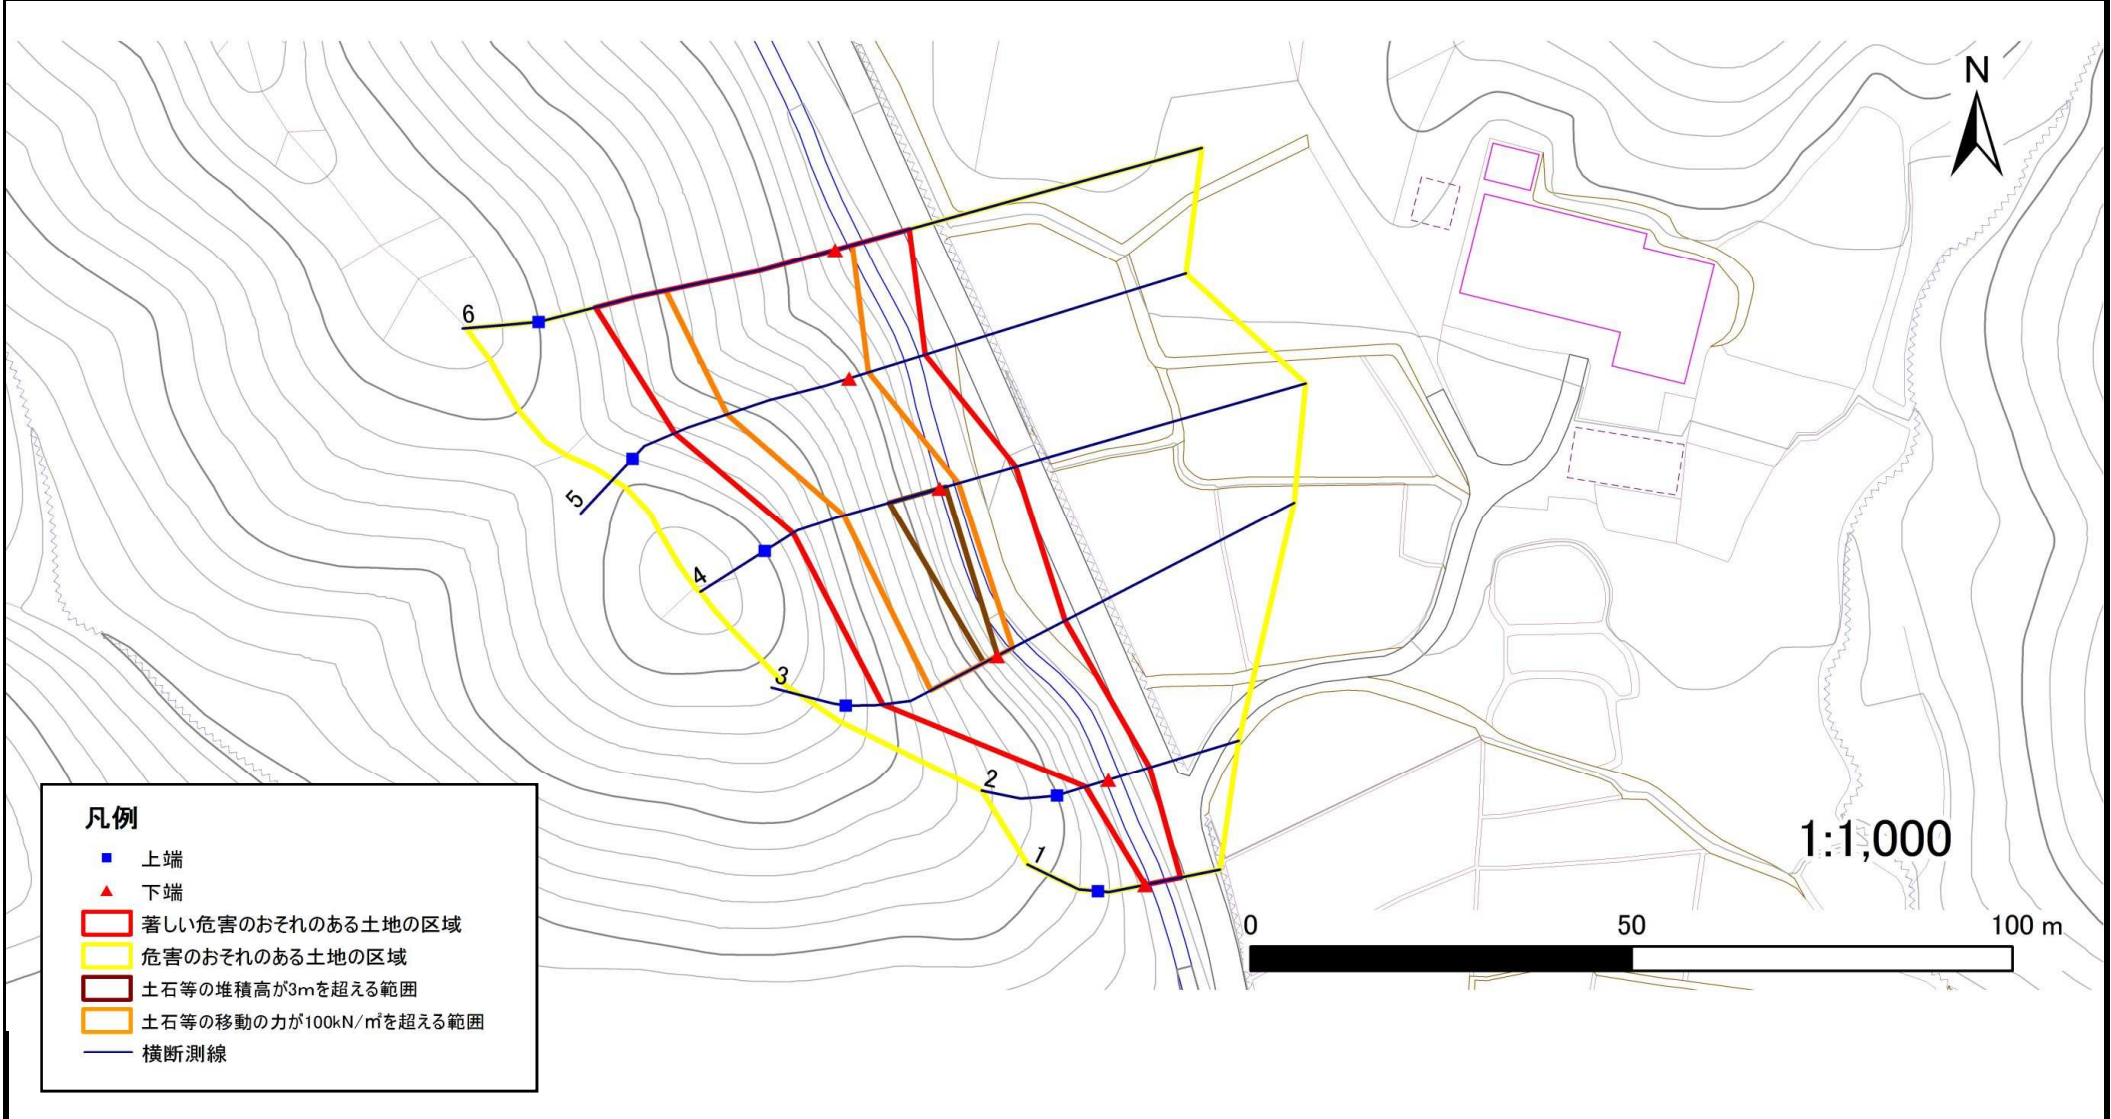 N
6
5
4
3
2
1
凡例
上端
下端
著しい危害のおそれのある土地の区域
危害のおそれのある土地の区域
土石等の堆積高が3mを超える範囲
土石等の移動の力が100kN/㎡を超える範囲
横断測線
1:1,000
0 50 100 m